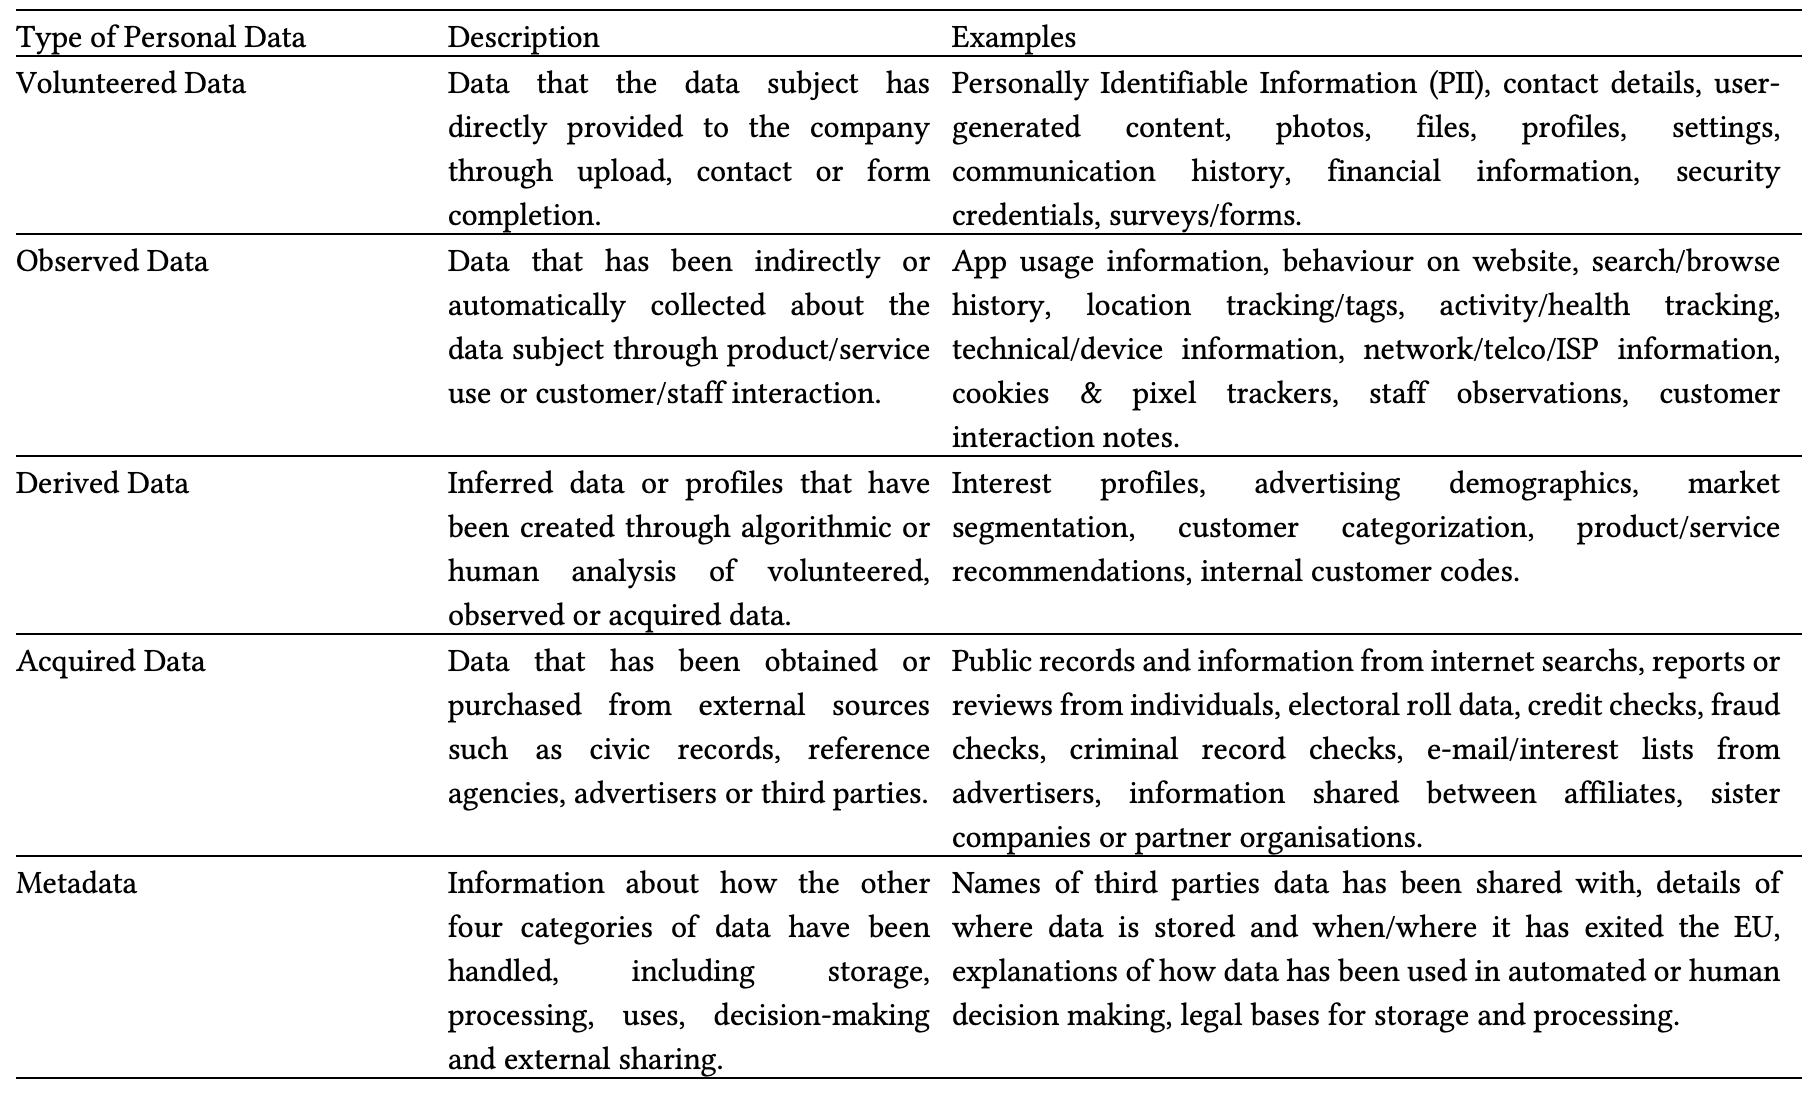 Type of Personal Data
Description
Examples
Volunteered Data
Data that the data subject has
directly provided to the company
through upload, contact or form
completion.
Personally Identifiable Information (PII), contact details, user-
generated content, photos, files, profiles, settings,
communication history, financial information, security
credentials, surveys/forms.
Observed Data
Data that has been indirectly or
automatically collected about the
data subject through product/service
use or customer/staff interaction.
App usage information, behaviour on website, search/browse
history, location tracking/tags, activity/health tracking,
technical/device information, network/telco/ISP information,
cookies & pixel trackers, staff observations, customer
interaction notes.
Derived Data
Inferred data or profiles that have
been created through algorithmic or
human analysis of volunteered,
observed or acquired data.
Interest profiles, advertising demographics, market
segmentation, customer categorization, product/service
recommendations, internal customer codes.
Acquired Data
Data that has been obtained or
purchased from external sources
such as civic records, reference
agencies, advertisers or third parties.
Public records and information from internet searchs, reports or
reviews from individuals, electoral roll data, credit checks, fraud
checks, criminal record checks, e-mail/interest lists from
advertisers, information shared between affiliates, sister
companies or partner organisations.
Metadata
Information about how the other
four categories of data have been
handled, including storage,
processing, uses, decision-making
and external sharing.
Names of third parties data has been shared with, details of
where data is stored and when/where it has exited the EU,
explanations of how data has been used in automated or human
decision making, legal bases for storage and processing.